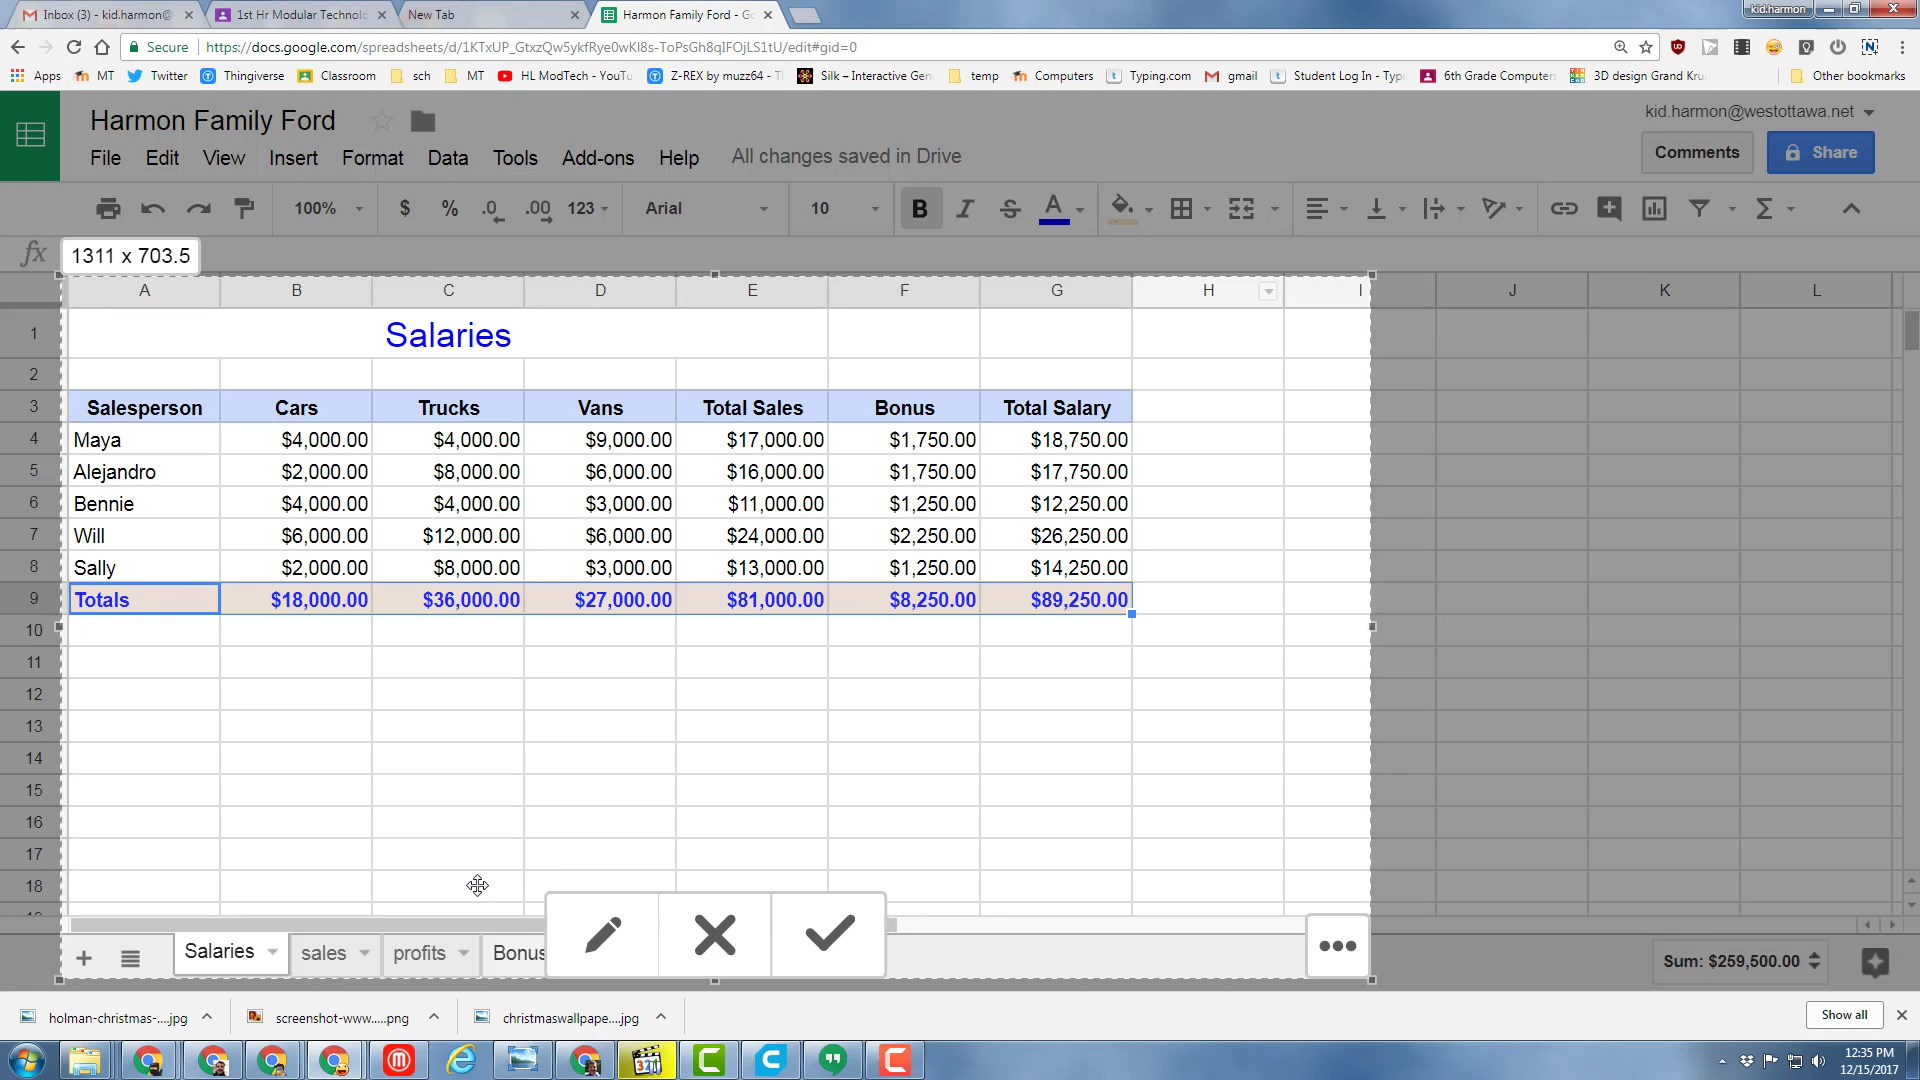 Inbox (3) - kid.harmon@
1st Hr Modular Technolo
New Tab
Harmon Family Ford - Go
kid.harmon
Secure
https://docs.google.com/spreadsheets/d/1KTxUP_GtxzQw5ykfRye0wKl8s-ToPsGh8qIFOjLS1tU/edit#gid=0
Apps MT Twitter Thingiverse Classroom sch MT HL ModTech - YouTu Z-REX by muzz64 - T Silk – Interactive Gen temp Computers Typing.com gmail Student Log In - Typi 6th Grade Computers 3D design Grand Kru Other bookmarks
Harmon Family Ford
kid.harmon@westottawa.net
File Edit View Insert Format Data Tools Add-ons Help All changes saved in Drive
Comments
Share
100% $ % .0 .00 123 Arial 10 B I S A Σ
fx
1311 x 703.5
A B C D E F G H I J K L
1 Salaries
2
3 Salesperson Cars Trucks Vans Total Sales Bonus Total Salary
4 Maya $4,000.00 $4,000.00 $9,000.00 $17,000.00 $1,750.00 $18,750.00
5 Alejandro $2,000.00 $8,000.00 $6,000.00 $16,000.00 $1,750.00 $17,750.00
6 Bennie $4,000.00 $4,000.00 $3,000.00 $11,000.00 $1,250.00 $12,250.00
7 Will $6,000.00 $12,000.00 $6,000.00 $24,000.00 $2,250.00 $26,250.00
8 Sally $2,000.00 $8,000.00 $3,000.00 $13,000.00 $1,250.00 $14,250.00
9 Totals $18,000.00 $36,000.00 $27,000.00 $81,000.00 $8,250.00 $89,250.00
10
11
12
13
14
15
16
17
18
Salaries sales profits Bonus
Sum: $259,500.00
holman-christmas-....jpg
screenshot-www.....png
christmaswallpape....jpg
Show all
12:35 PM
12/15/2017